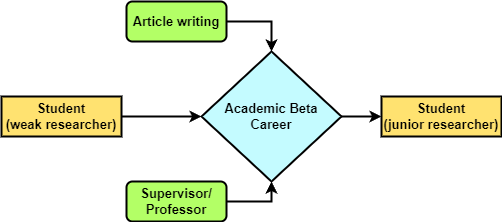 Article writing
Student
(weak researcher)
Academic Beta
Career
Student
(junior researcher)
Supervisor/
Professor